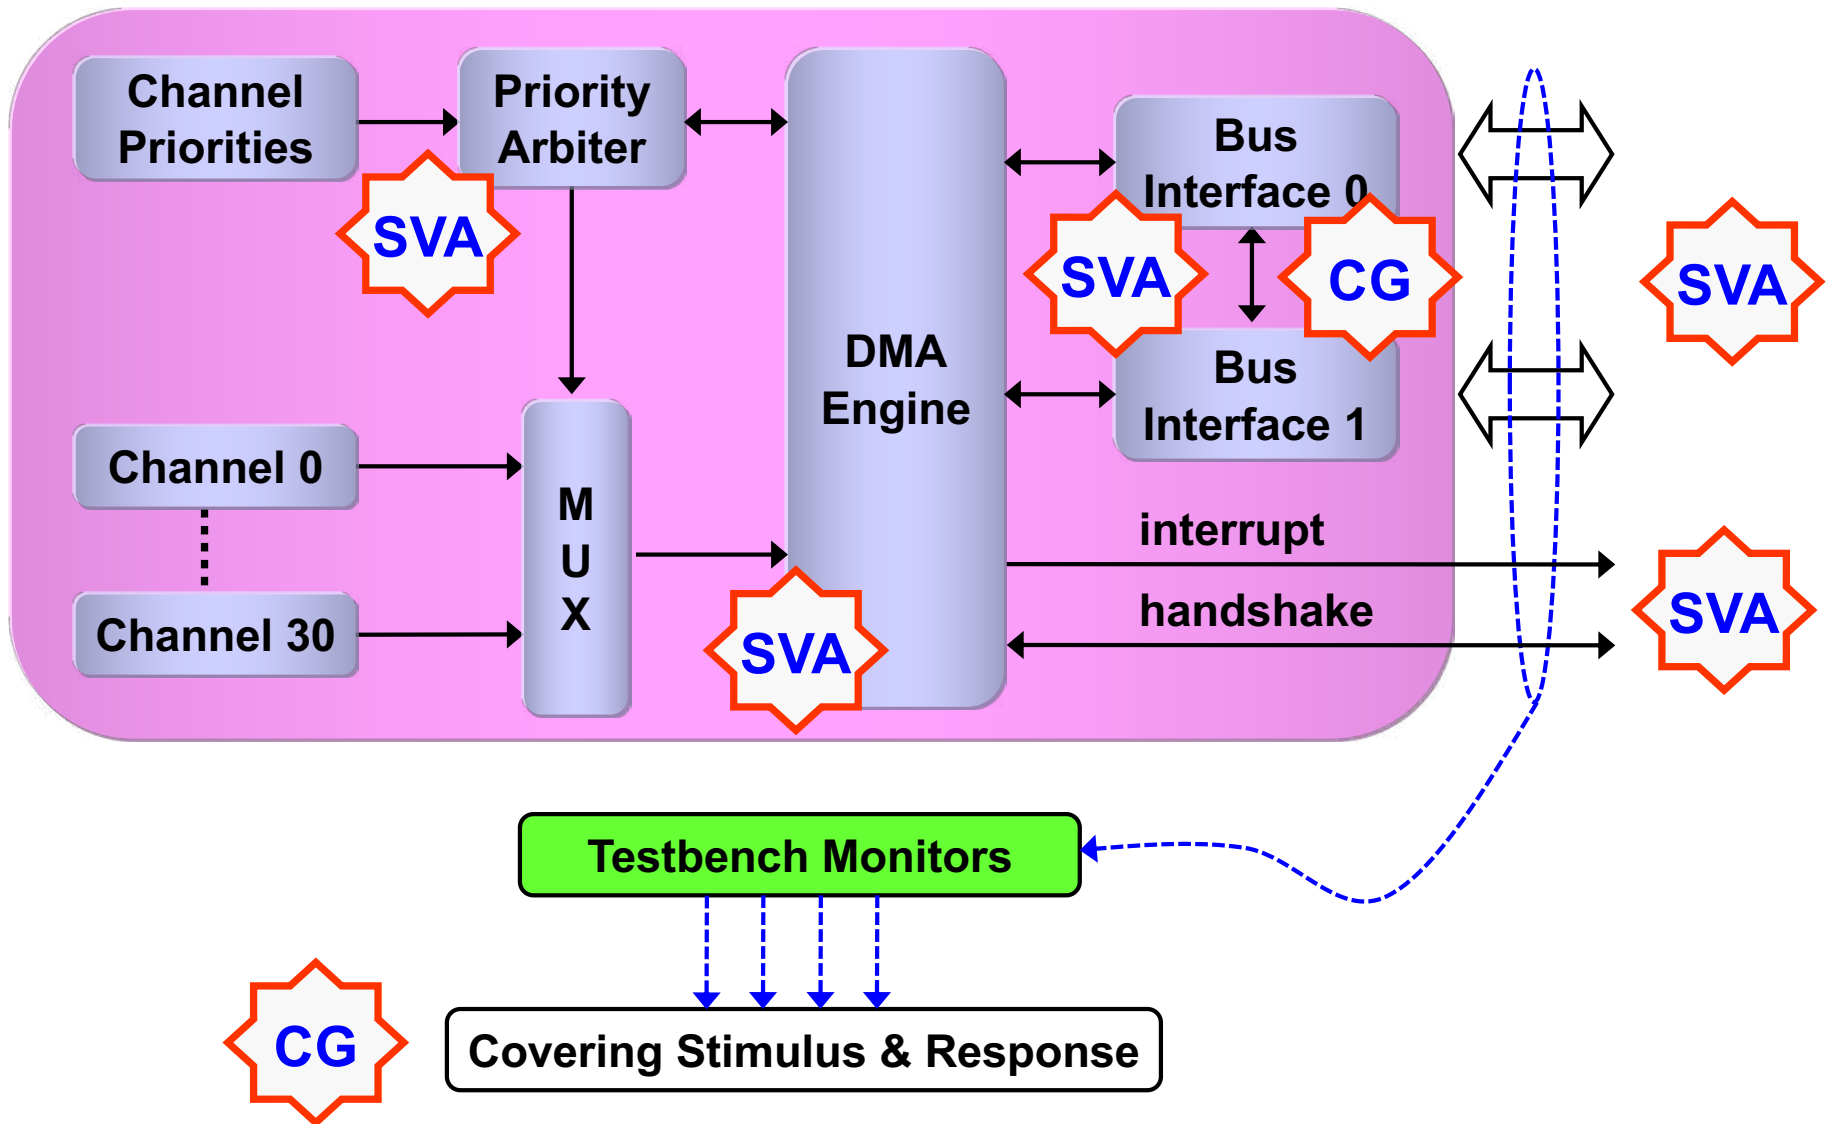 Channel
Priorities
Priority
Arbiter
SVA
DMA
Engine
Bus
Interface 0
SVA
CG
SVA
Bus
Interface 1
Channel 0
M
U
X
Channel 30
SVA
interrupt
handshake
SVA
Testbench Monitors
CG
Covering Stimulus & Response